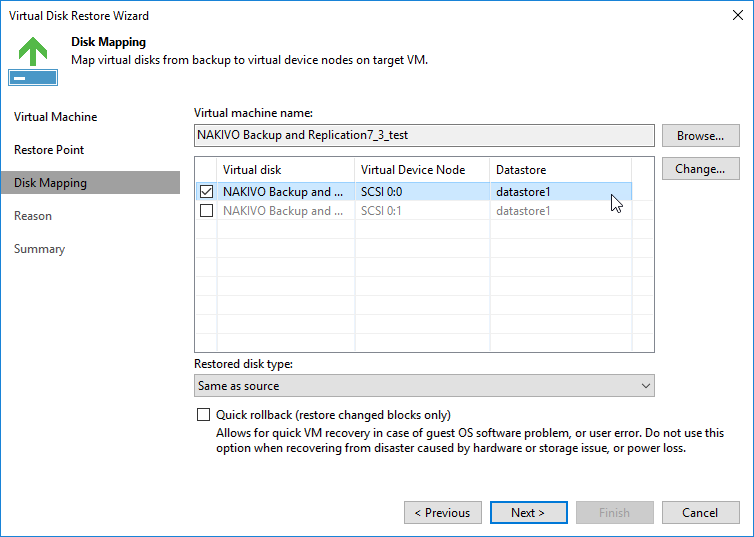 Virtual Disk Restore Wizard
Disk Mapping
Map virtual disks from backup to virtual device nodes on target VM.
Virtual Machine
Restore Point
Disk Mapping
Reason
Summary
Virtual machine name:
NAKIVO Backup and Replication7_3_test
Browse...
Virtual disk Virtual Device Node Datastore
Change...
NAKIVO Backup and ... SCSI 0:0 datastore1
NAKIVO Backup and ... SCSI 0:1 datastore1
Restored disk type:
Same as source
Quick rollback (restore changed blocks only)
Allows for quick VM recovery in case of guest OS software problem, or user error. Do not use this
option when recovering from disaster caused by hardware or storage issue, or power loss.
< Previous Next > Finish Cancel